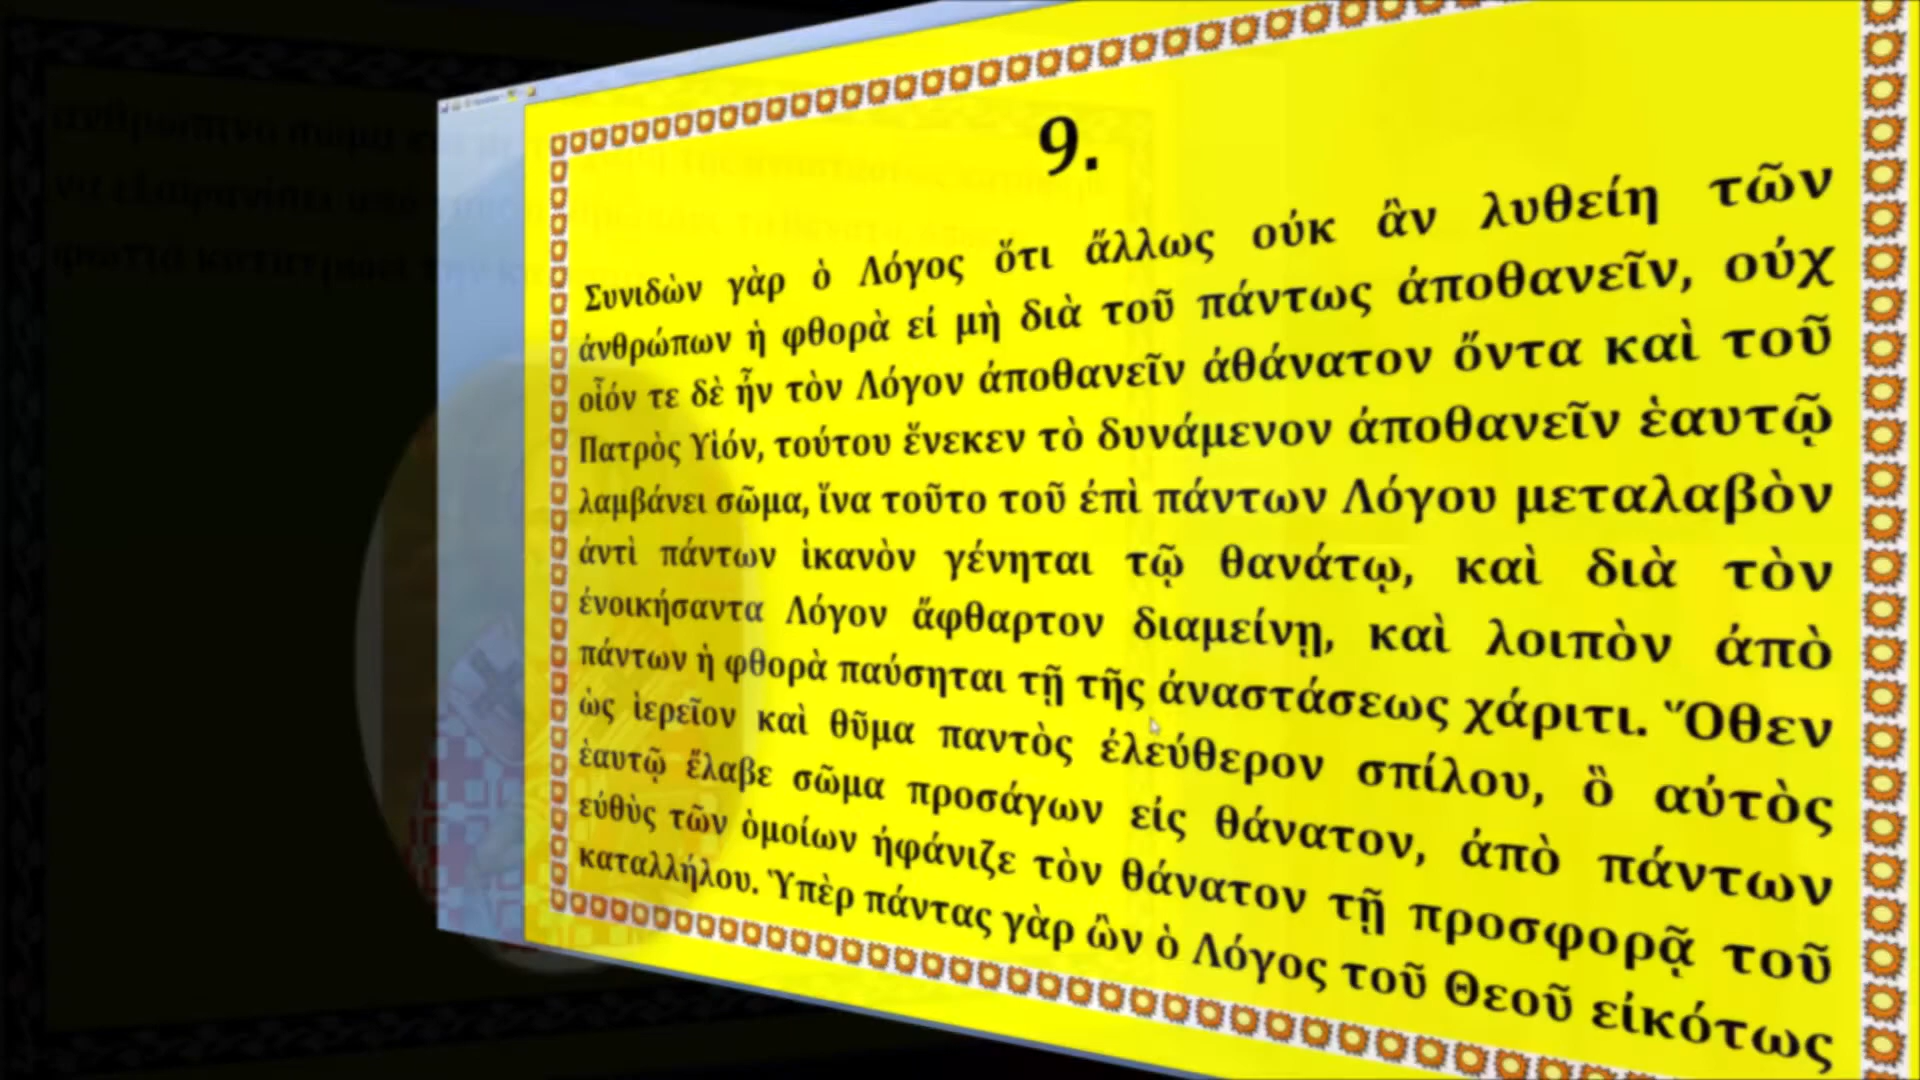 9.
Συνιδὼν γὰρ ὁ Λόγος ὅτι ἄλλως οὐκ ἂν λυθείη τῶν
ἀνθρώπων ἡ φθορὰ εἰ μὴ διὰ τοῦ πάντως ἀποθανεῖν, οὐχ
οἷόν τε δὲ ἦν τὸν Λόγον ἀποθανεῖν ἀθάνατον ὄντα καὶ τοῦ
Πατρὸς Υἱόν, τούτου ἕνεκεν τὸ δυνάμενον ἀποθανεῖν ἑαυτῷ
λαμβάνει σῶμα, ἵνα τοῦτο τοῦ ἐπὶ πάντων Λόγου μεταλαβὸν
ἀντὶ πάντων ἱκανὸν γένηται τῷ θανάτῳ, καὶ διὰ τὸν
ἐνοικήσαντα Λόγον ἄφθαρτον διαμείνῃ, καὶ λοιπὸν ἀπὸ
πάντων ἡ φθορὰ παύσηται τῇ τῆς ἀναστάσεως χάριτι. Ὅθεν
ὡς ἱερεῖον καὶ θῦμα παντὸς ἐλεύθερον σπίλου, ὃ αὐτὸς
ἑαυτῷ ἔλαβε σῶμα προσάγων εἰς θάνατον, ἀπὸ πάντων
εὐθὺς τῶν ὁμοίων ἠφάνιζε τὸν θάνατον τῇ προσφορᾷ τοῦ
καταλλήλου. Ὑπὲρ πάντας γὰρ ὢν ὁ Λόγος τοῦ Θεοῦ εἰκότως